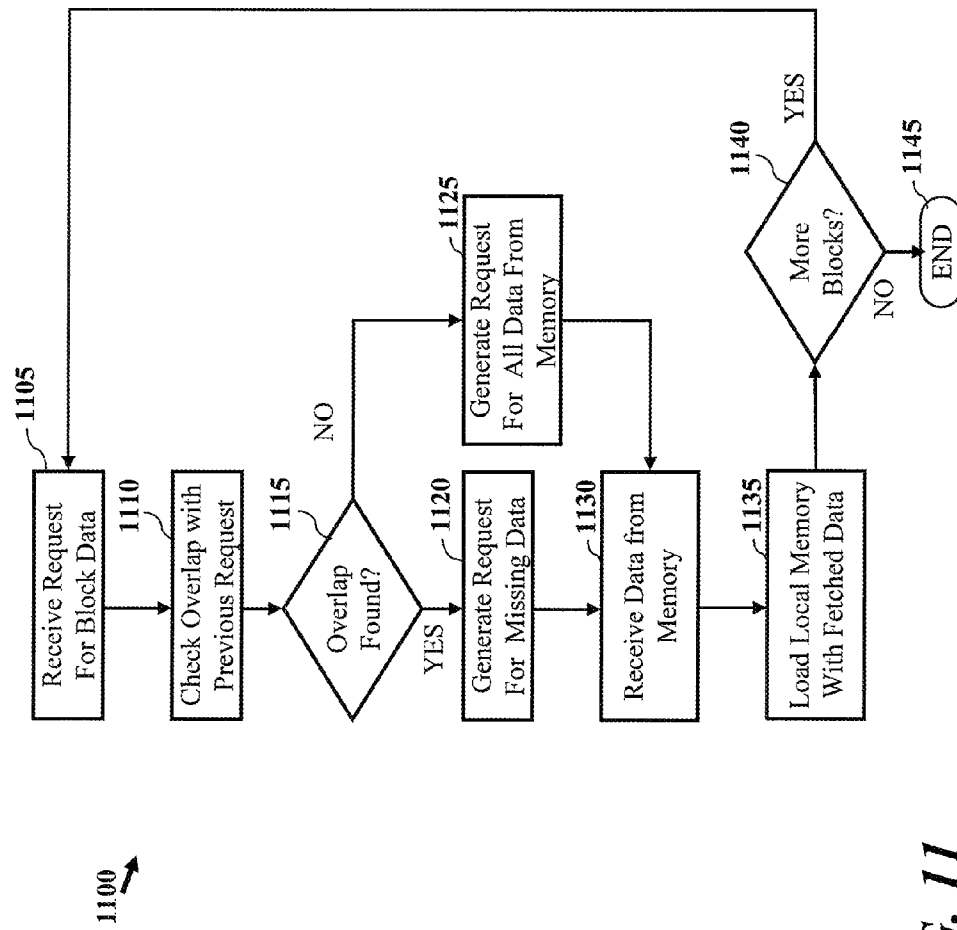 1100
1105
Receive Request
For Block Data
1110
Check Overlap with
Previous Request
1115
Overlap
Found?
NO
YES
1120
Generate Request
For Missing Data
1125
Generate Request
For All Data From
Memory
1130
Receive Data from
Memory
1135
Load Local Memory
With Fetched Data
1140
More
Blocks?
YES
NO
1145
END
11